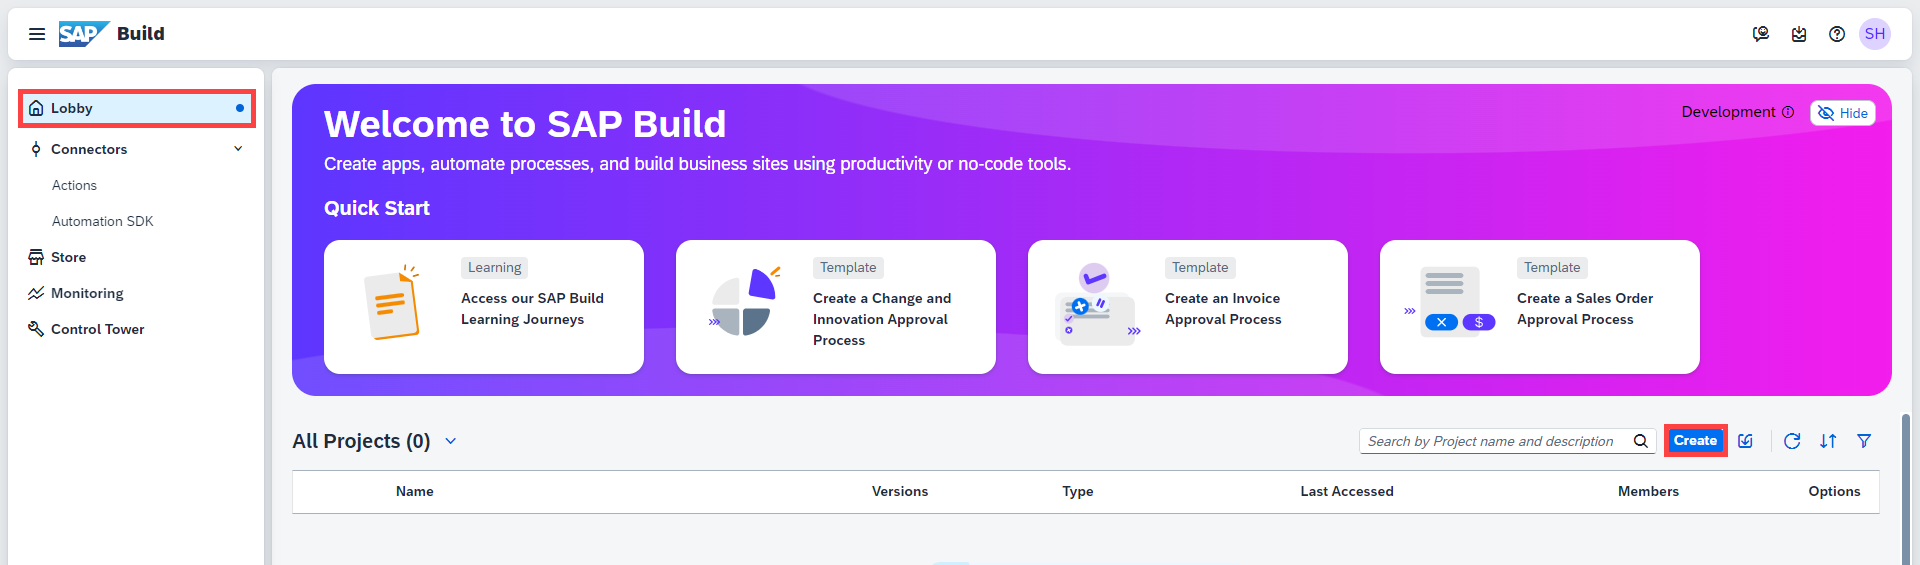 SAP Build
SH
Lobby
Connectors
Actions
Automation SDK
Store
Monitoring
Control Tower
Welcome to SAP Build
Development
Hide
Create apps, automate processes, and build business sites using productivity or no-code tools.
Quick Start
Learning
Access our SAP Build
Learning Journeys
Template
Create a Change and
Innovation Approval
Process
Template
Create an Invoice
Approval Process
Template
Create a Sales Order
Approval Process
All Projects (0)
Search by Project name and description
Create
Name Versions Type Last Accessed Members Options